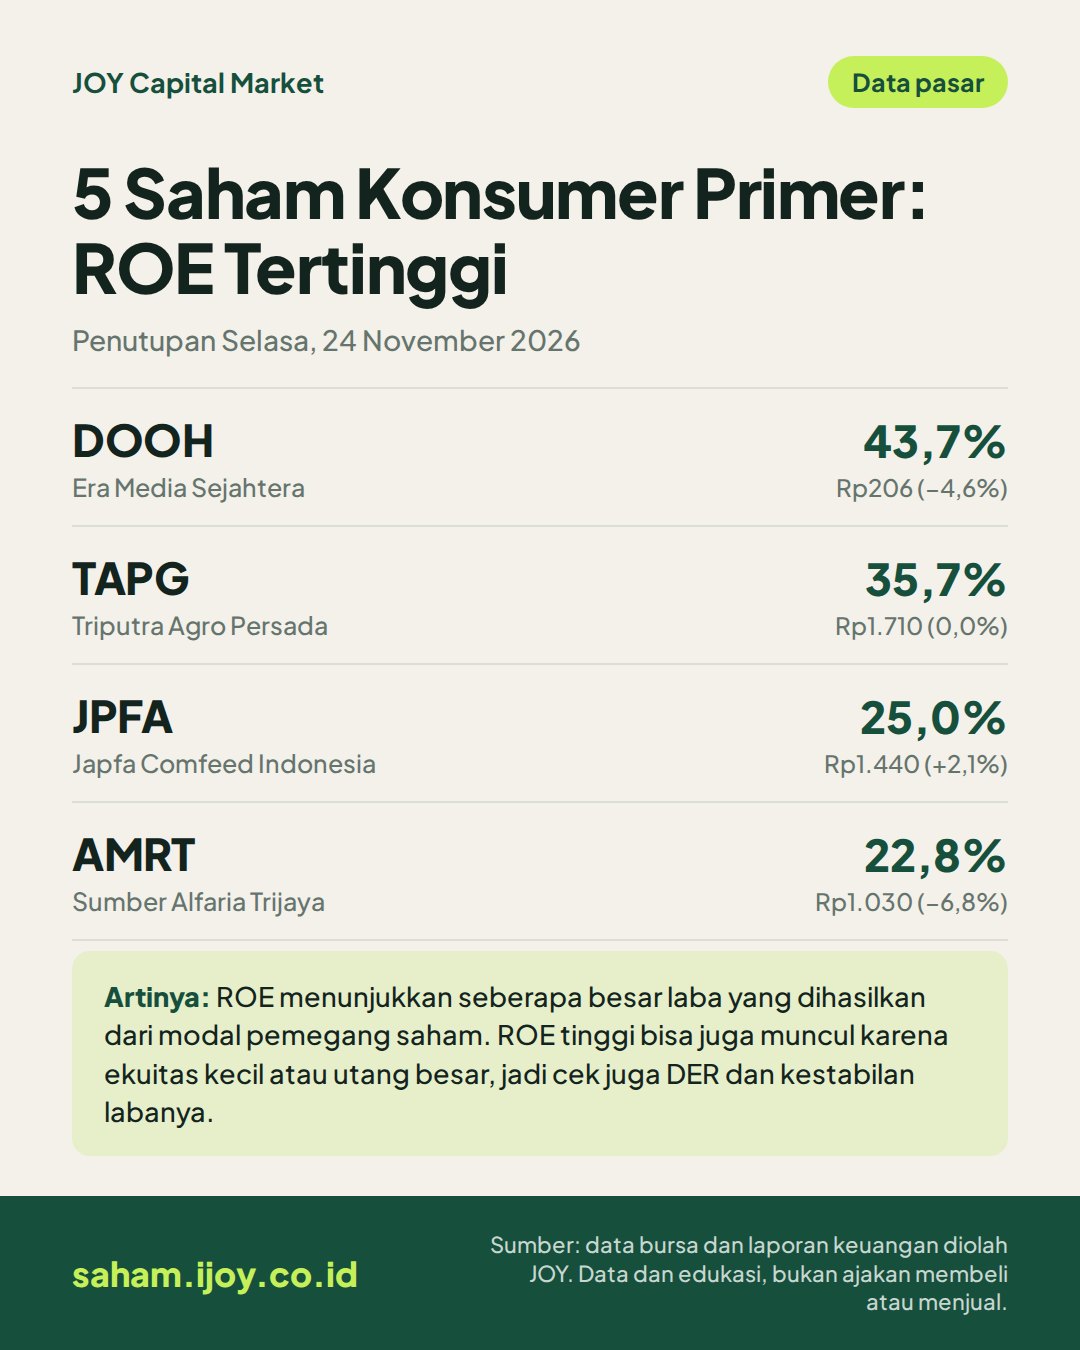 JOY Capital Market
Data pasar
5 Saham Konsumer Primer:
ROE Tertinggi
Penutupan Selasa, 24 November 2026
DOOH
43,7%
Era Media Sejahtera
Rp206 (−4,6%)
TAPG
35,7%
Triputra Agro Persada
Rp1.710 (0,0%)
JPFA
25,0%
Japfa Comfeed Indonesia
Rp1.440 (+2,1%)
AMRT
22,8%
Sumber Alfaria Trijaya
Rp1.030 (−6,8%)
Artinya: ROE menunjukkan seberapa besar laba yang dihasilkan
dari modal pemegang saham. ROE tinggi bisa juga muncul karena
ekuitas kecil atau utang besar, jadi cek juga DER dan kestabilan
labanya.
saham.ijoy.co.id
Sumber: data bursa dan laporan keuangan diolah
JOY. Data dan edukasi, bukan ajakan membeli
atau menjual.